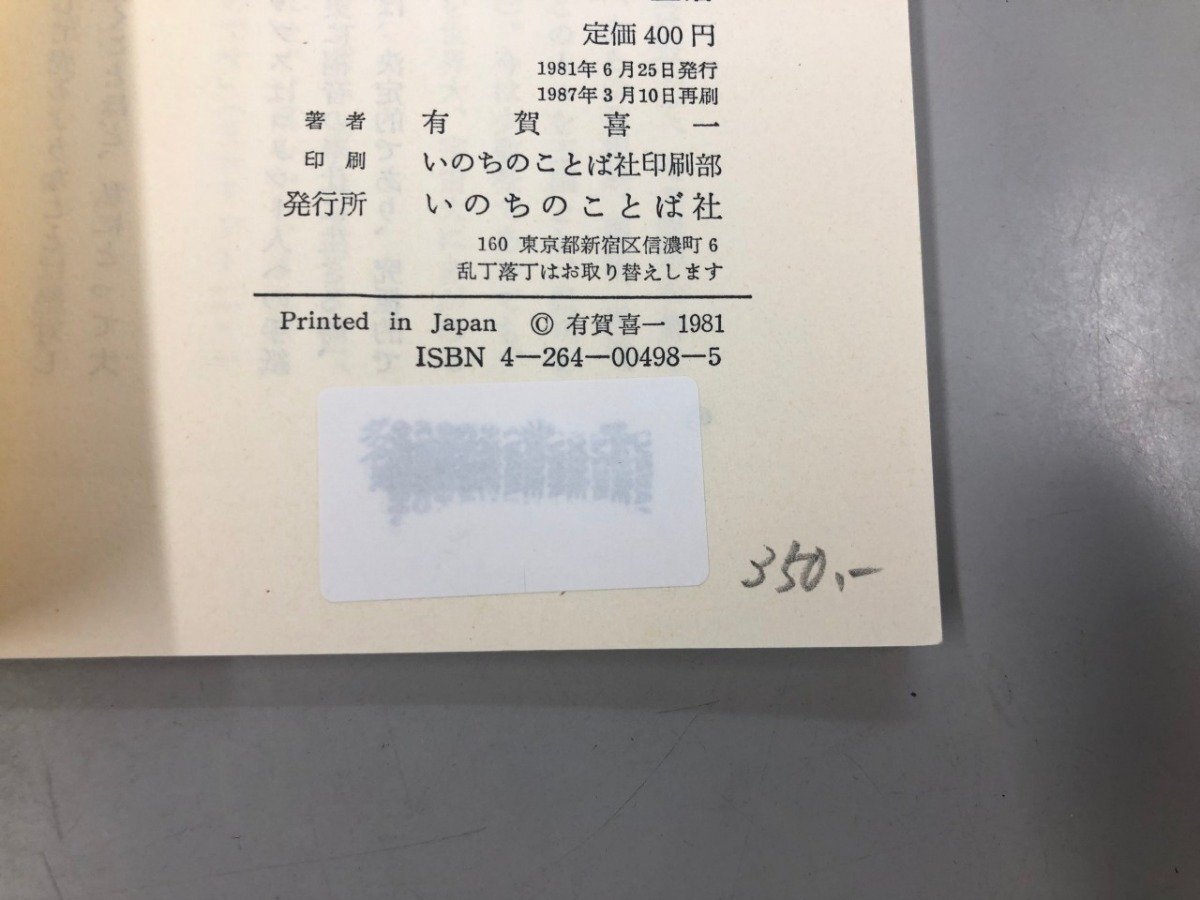 定価 400 円
1981年 6 月25日発行
1987年 3 月10日再刷
著者 有賀喜一
印刷 いのちのことば社印刷部
発行所 いのちのことば社
160 東京都新宿区信濃町 6
乱丁落丁はお取り替えします
Printed in Japan © 有賀喜一 1981
ISBN 4—264—00498—5
350.-